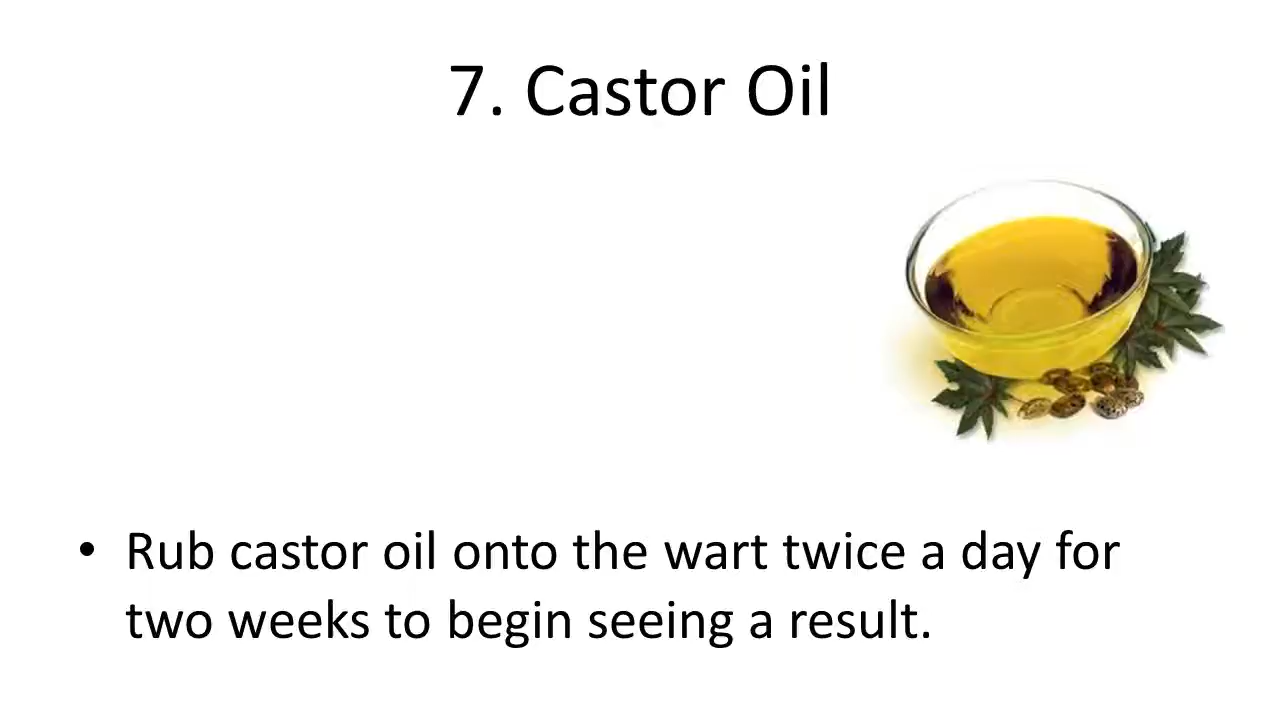 7. Castor Oil
• Rub castor oil onto the wart twice a day for
two weeks to begin seeing a result.